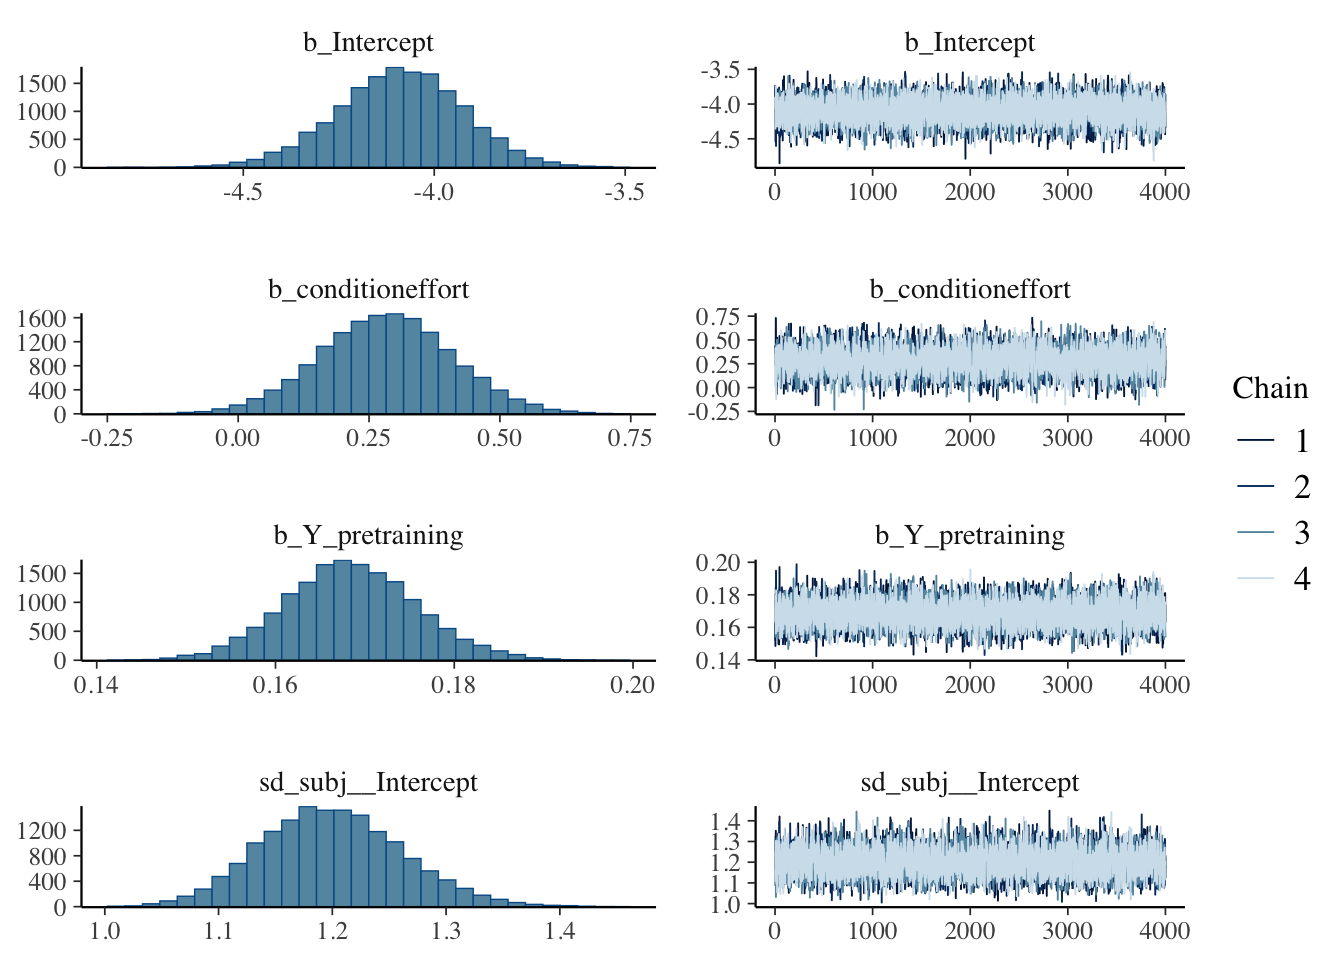 b_Intercept
1500
1000
500
0
-4.5 -4.0 -3.5
b_Intercept
-3.5
-4.0
-4.5
0 1000 2000 3000 4000
b_conditioneffort
1600
1200
800
400
0
-0.25 0.00 0.25 0.50 0.75
b_conditioneffort
0.75
0.50
0.25
0.00
-0.25
0 1000 2000 3000 4000
b_Y_pretraining
1500
1000
500
0
0.14 0.16 0.18 0.20
b_Y_pretraining
0.20
0.18
0.16
0.14
0 1000 2000 3000 4000
sd_subj__Intercept
1200
800
400
0
1.0 1.1 1.2 1.3 1.4
sd_subj__Intercept
1.4
1.3
1.2
1.1
1.0
0 1000 2000 3000 4000
Chain
1
2
3
4